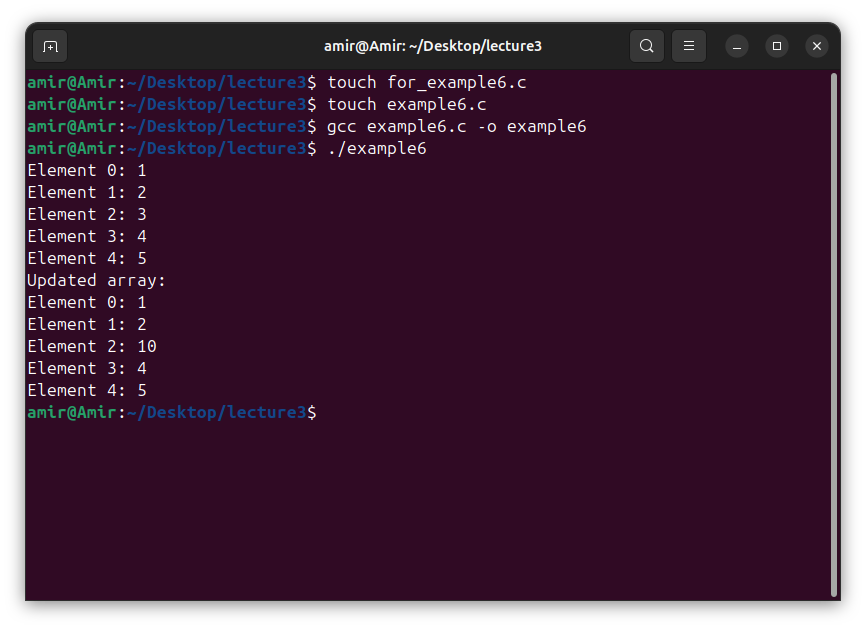 amir@Amir: ~/Desktop/lecture3
amir@Amir:~/Desktop/lecture3$ touch for_example6.c
amir@Amir:~/Desktop/lecture3$ touch example6.c
amir@Amir:~/Desktop/lecture3$ gcc example6.c -o example6
amir@Amir:~/Desktop/lecture3$ ./example6
Element 0: 1
Element 1: 2
Element 2: 3
Element 3: 4
Element 4: 5
Updated array:
Element 0: 1
Element 1: 2
Element 2: 10
Element 3: 4
Element 4: 5
amir@Amir:~/Desktop/lecture3$